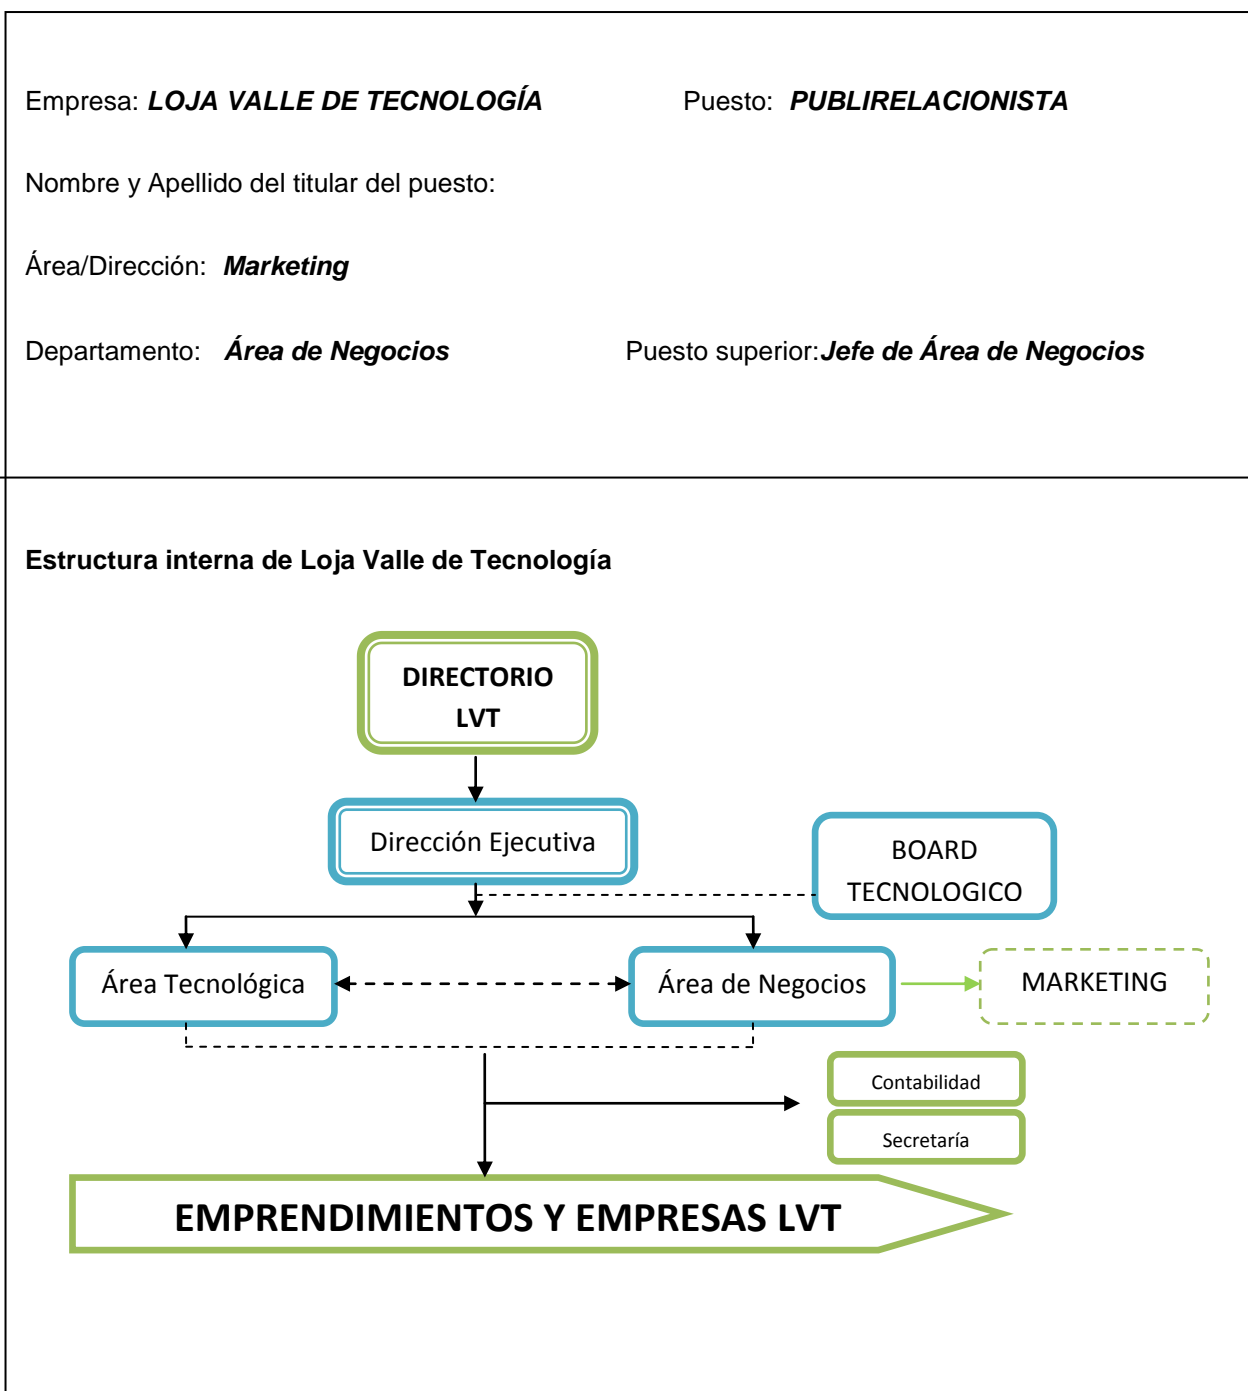 Empresa: LOJA VALLE DE TECNOLOGÍA Puesto: PUBLIRELACIONISTA
Nombre y Apellido del titular del puesto:
Área/Dirección: Marketing
Departamento: Área de Negocios Puesto superior:Jefe de Área de Negocios
Estructura interna de Loja Valle de Tecnología
DIRECTORIO
LVT
Dirección Ejecutiva
BOARD
TECNOLOGICO
Área Tecnológica
Área de Negocios
MARKETING
Contabilidad
Secretaría
EMPRENDIMIENTOS Y EMPRESAS LVT